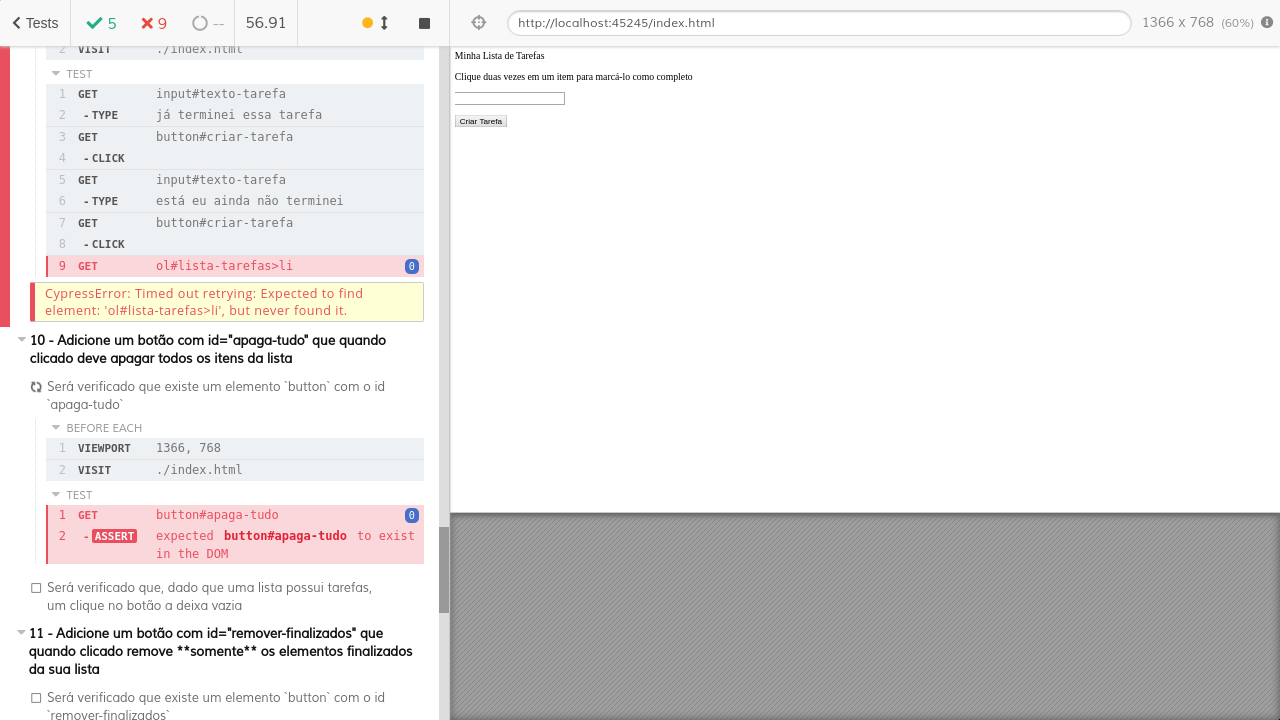 Tests 5 9 -- 56.91
http://localhost:45245/index.html 1366 x 768 (60%)
2 VISIT ./index.html
TEST
1 GET input#texto-tarefa
2 -TYPE já terminei essa tarefa
3 GET button#criar-tarefa
4 -CLICK
5 GET input#texto-tarefa
6 -TYPE está eu ainda não terminei
7 GET button#criar-tarefa
8 -CLICK
9 GET ol#lista-tarefas>li 0
CypressError: Timed out retrying: Expected to find
element: 'ol#lista-tarefas>li', but never found it.
10 - Adicione um botão com id="apaga-tudo" que quando
clicado deve apagar todos os itens da lista
Será verificado que existe um elemento `button` com o id
`apaga-tudo`
BEFORE EACH
1 VIEWPORT 1366, 768
2 VISIT ./index.html
TEST
1 GET button#apaga-tudo 0
2 -ASSERT expected button#apaga-tudo to exist
in the DOM
Será verificado que, dado que uma lista possui tarefas,
um clique no botão a deixa vazia
11 - Adicione um botão com id="remover-finalizados" que
quando clicado remove **somente** os elementos finalizados
da sua lista
Será verificado que existe um elemento `button` com o id
`remover-finalizados`
Minha Lista de Tarefas
Clique duas vezes em um item para marcá-lo como completo
Criar Tarefa